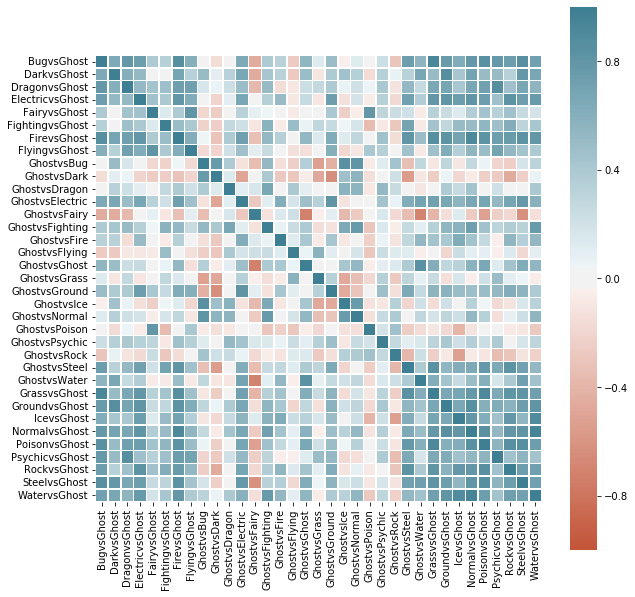 BugvsGhost
DarkvsGhost
DragonvsGhost
ElectricvsGhost
FairyvsGhost
FightingvsGhost
FirevsGhost
FlyingvsGhost
GhostvsBug
GhostvsDark
GhostvsDragon
GhostvsElectric
GhostvsFairy
GhostvsFighting
GhostvsFire
GhostvsFlying
GhostvsGhost
GhostvsGrass
GhostvsGround
GhostvsIce
GhostvsNormal
GhostvsPoison
GhostvsPsychic
GhostvsRock
GhostvsSteel
GhostvsWater
GrassvsGhost
GroundvsGhost
IcevsGhost
NormalvsGhost
PoisonvsGhost
PsychicvsGhost
RockvsGhost
SteelvsGhost
WatervsGhost
BugvsGhost
DarkvsGhost
DragonvsGhost
ElectricvsGhost
FairyvsGhost
FightingvsGhost
FirevsGhost
FlyingvsGhost
GhostvsBug
GhostvsDark
GhostvsDragon
GhostvsElectric
GhostvsFairy
GhostvsFighting
GhostvsFire
GhostvsFlying
GhostvsGhost
GhostvsGrass
GhostvsGround
GhostvsIce
GhostvsNormal
GhostvsPoison
GhostvsPsychic
GhostvsRock
GhostvsSteel
GhostvsWater
GrassvsGhost
GroundvsGhost
IcevsGhost
NormalvsGhost
PoisonvsGhost
PsychicvsGhost
RockvsGhost
SteelvsGhost
WatervsGhost
0.8
0.4
0.0
−0.4
−0.8